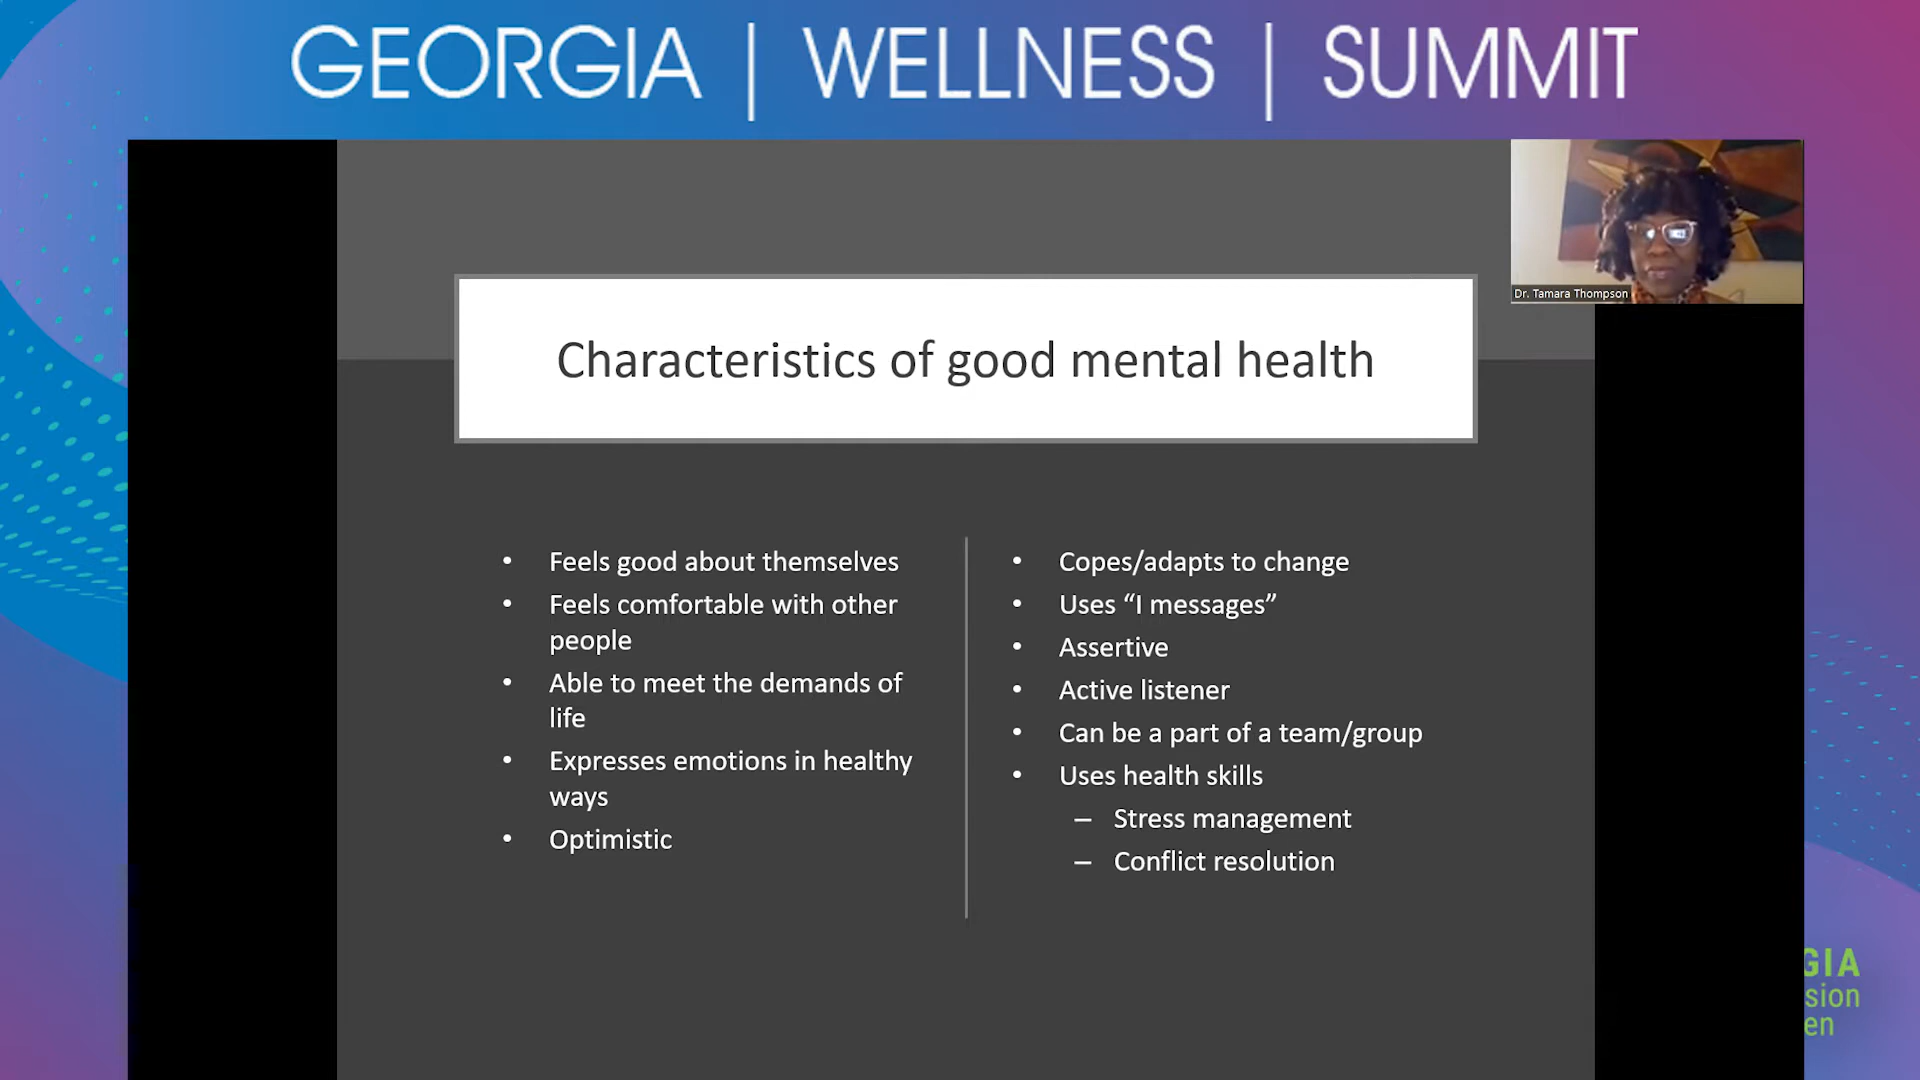 GEORGIA | WELLNESS | SUMMIT
Dr. Tamara Thompson
Characteristics of good mental health
• Feels good about themselves
• Feels comfortable with other
people
• Able to meet the demands of
life
• Expresses emotions in healthy
ways
• Optimistic
• Copes/adapts to change
• Uses “I messages”
• Assertive
• Active listener
• Can be a part of a team/group
• Uses health skills
– Stress management
– Conflict resolution
GIA
sion
en